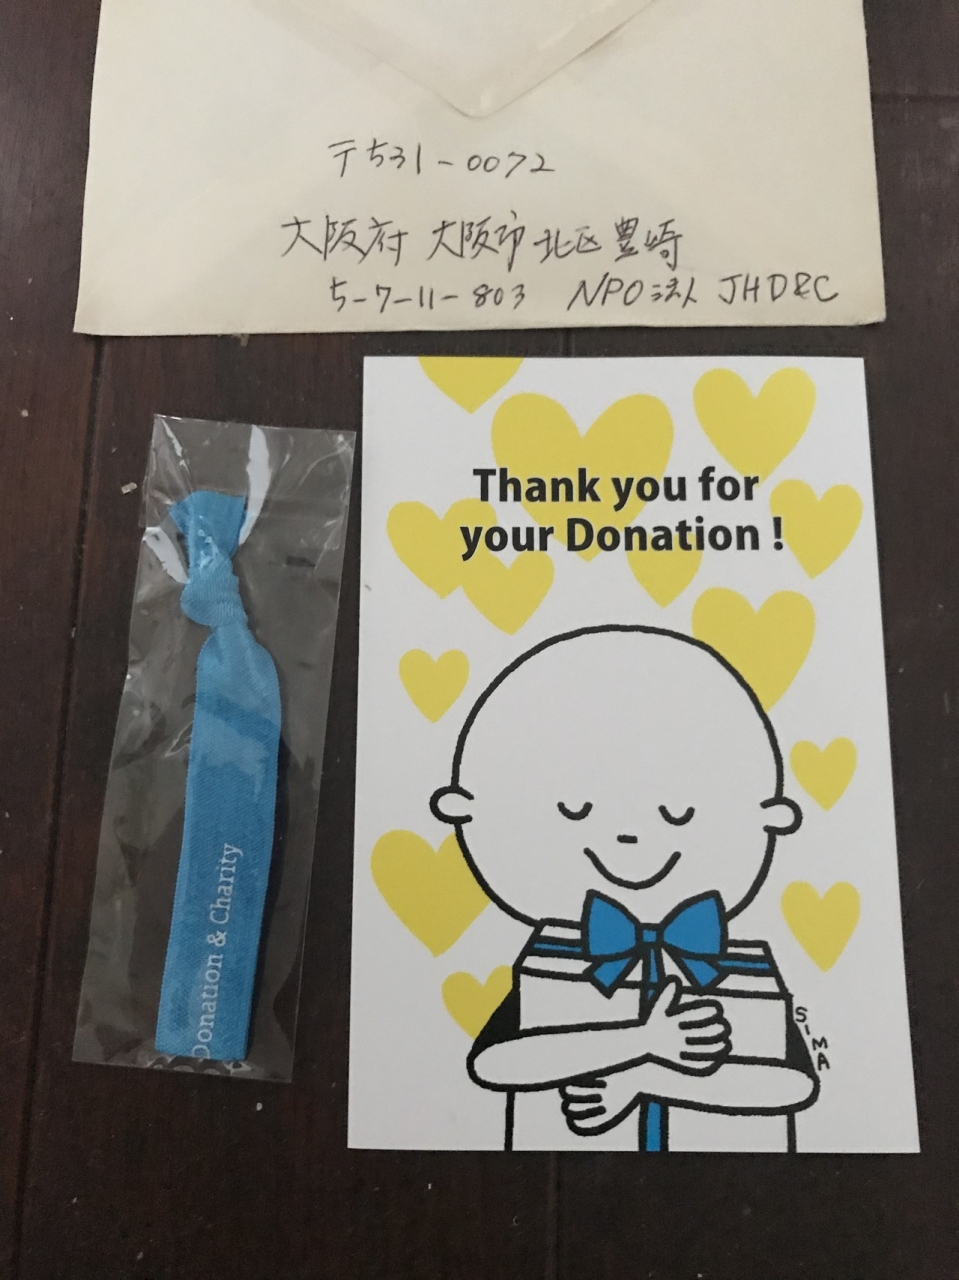 〒531-0072
大阪府 大阪市北区豊崎
5-7-11-803 NPO法人 JHD&C
Thank you for
your Donation !
Donation & Charity
SIMA